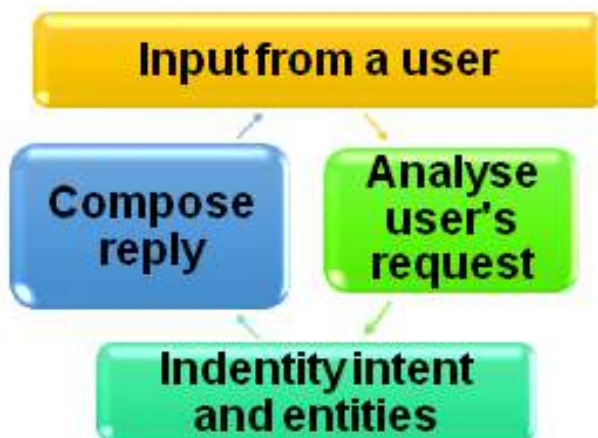 Input from a user
Analyse
user's
request
Indentity intent
and entities
Compose
reply